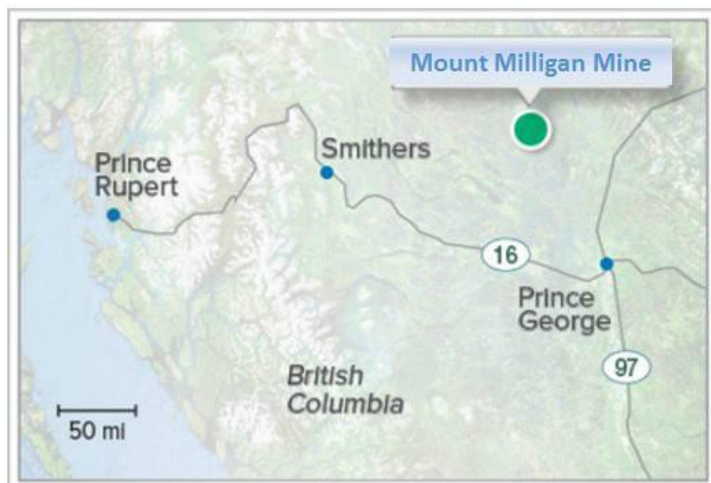 Mount Milligan Mine
Smithers
Prince
Rupert
16
Prince
George
97
British
Columbia
50 mi